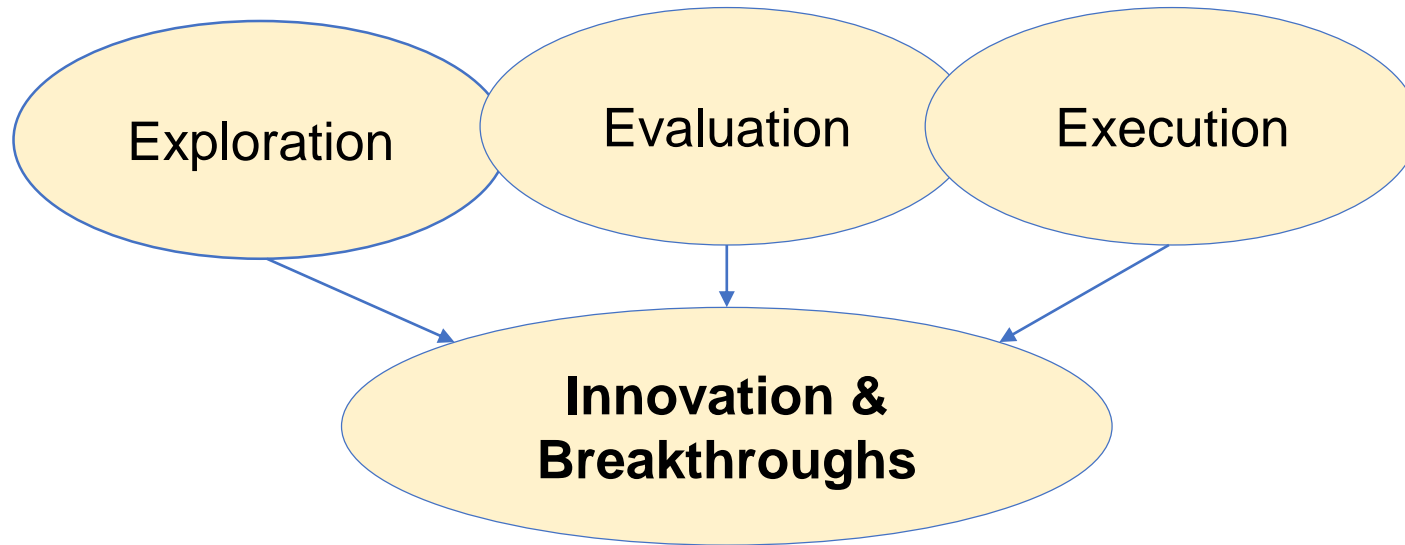 Exploration
Evaluation
Execution
Innovation &
Breakthroughs